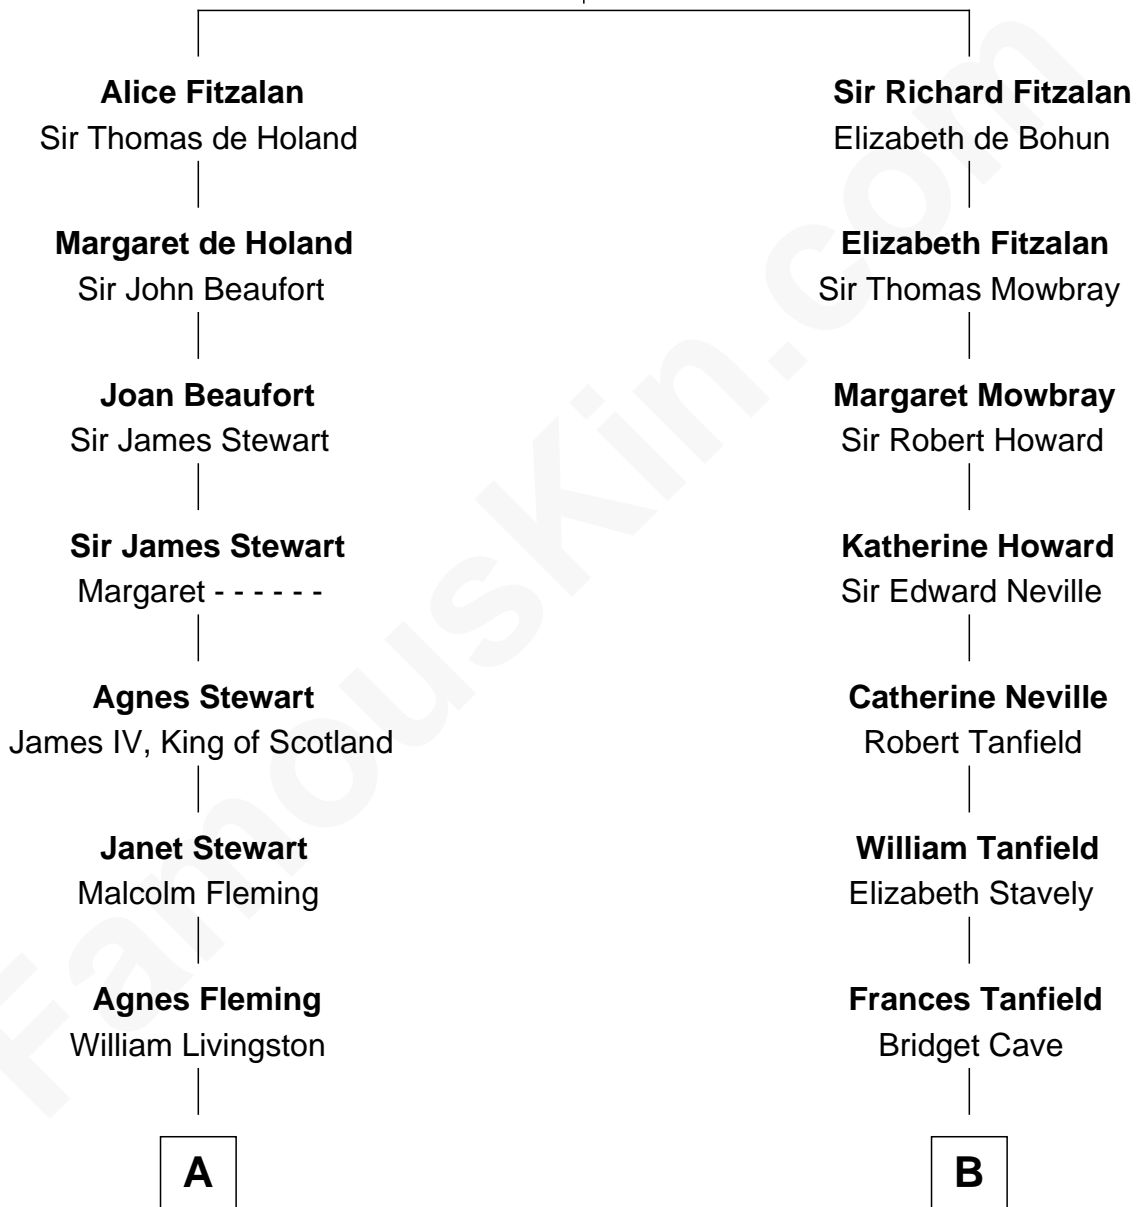 Alice Fitzalan
Sir Thomas de Holand
Margaret de Holand
Sir John Beaufort
Joan Beaufort
Sir James Stewart
Sir James Stewart
Margaret - - - - - -
Agnes Stewart
James IV, King of Scotland
Janet Stewart
Malcolm Fleming
Agnes Fleming
William Livingston
A
Sir Richard Fitzalan
Elizabeth de Bohun
Elizabeth Fitzalan
Sir Thomas Mowbray
Margaret Mowbray
Sir Robert Howard
Katherine Howard
Sir Edward Neville
Catherine Neville
Robert Tanfield
William Tanfield
Elizabeth Stavely
Frances Tanfield
Bridget Cave
B
FamousKin.com